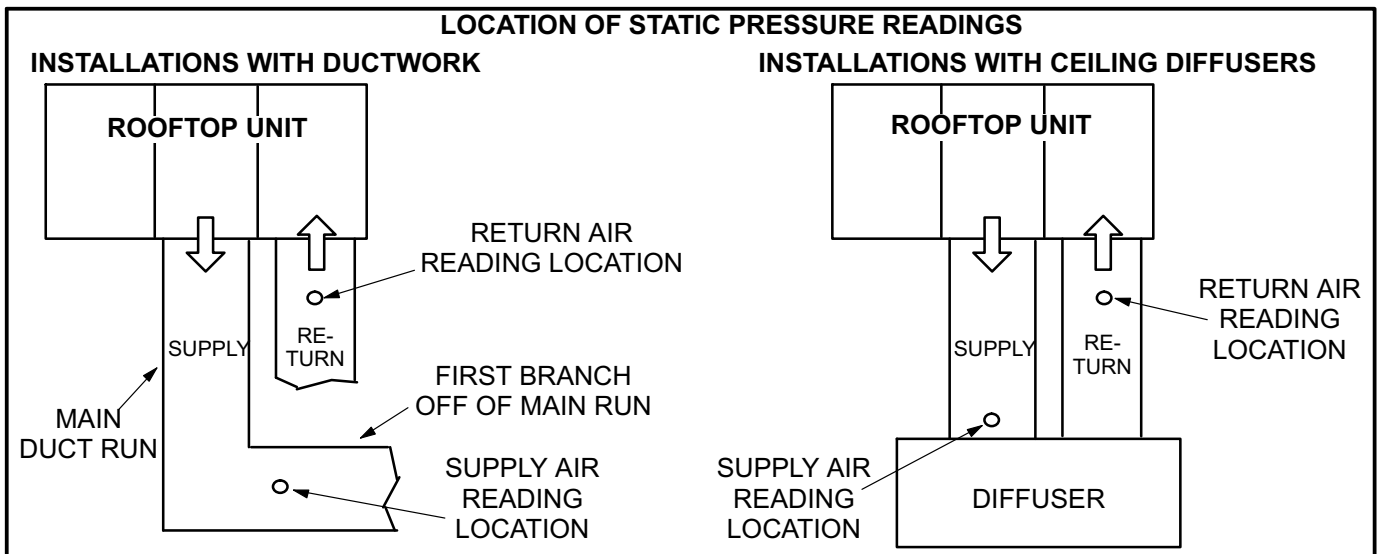 LOCATION OF STATIC PRESSURE READINGS
INSTALLATIONS WITH DUCTWORK
ROOFTOP UNIT
RETURN AIR
READING LOCATION
SUPPLY
RE-
TURN
FIRST BRANCH
OFF OF MAIN RUN
MAIN
DUCT RUN
SUPPLY AIR
READING
LOCATION
INSTALLATIONS WITH CEILING DIFFUSERS
ROOFTOP UNIT
RETURN AIR
READING
LOCATION
SUPPLY
RE-
TURN
SUPPLY AIR
READING
LOCATION
DIFFUSER